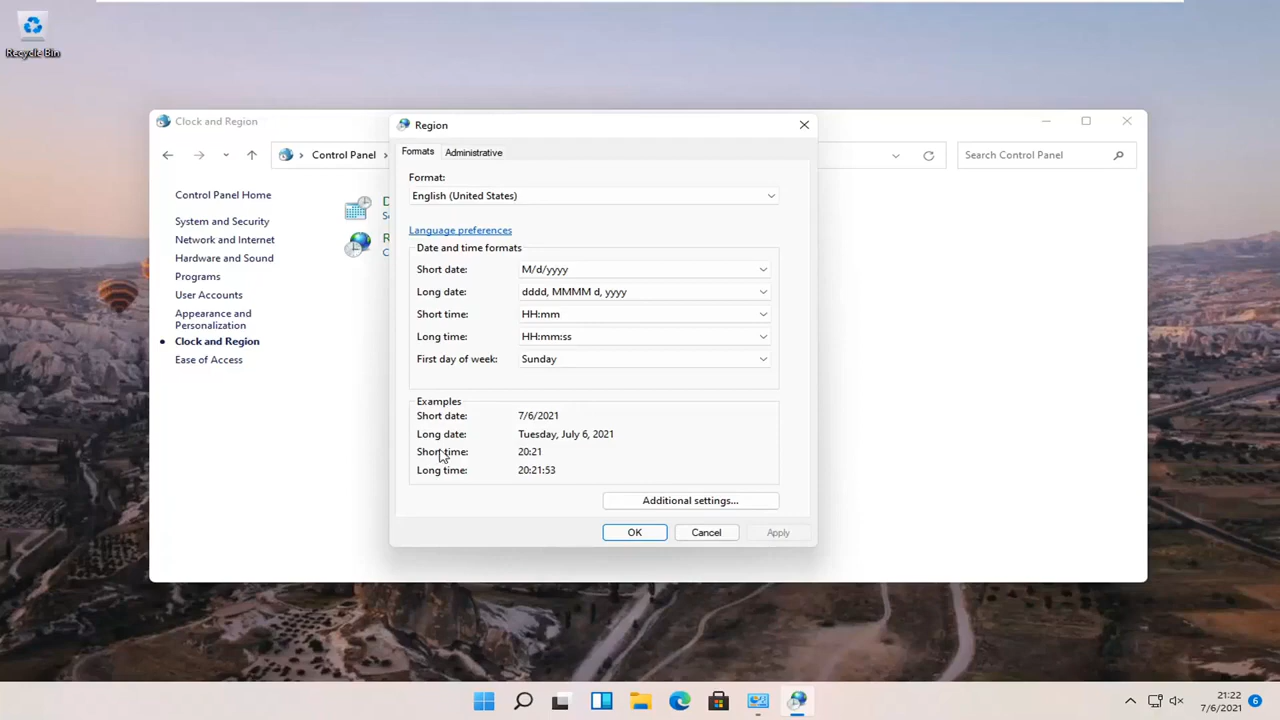 Recycle Bin
Clock and Region
Control Panel
Search Control Panel
Control Panel Home
System and Security
Network and Internet
Hardware and Sound
Programs
User Accounts
Appearance and
Personalization
Clock and Region
Ease of Access
Region
Formats
Administrative
Format:
English (United States)
Language preferences
Date and time formats
Short date: M/d/yyyy
Long date: dddd, MMMM d, yyyy
Short time: HH:mm
Long time: HH:mm:ss
First day of week: Sunday
Examples
Short date: 7/6/2021
Long date: Tuesday, July 6, 2021
Short time: 20:21
Long time: 20:21:53
Additional settings...
OK
Cancel
Apply
21:22
7/6/2021
6